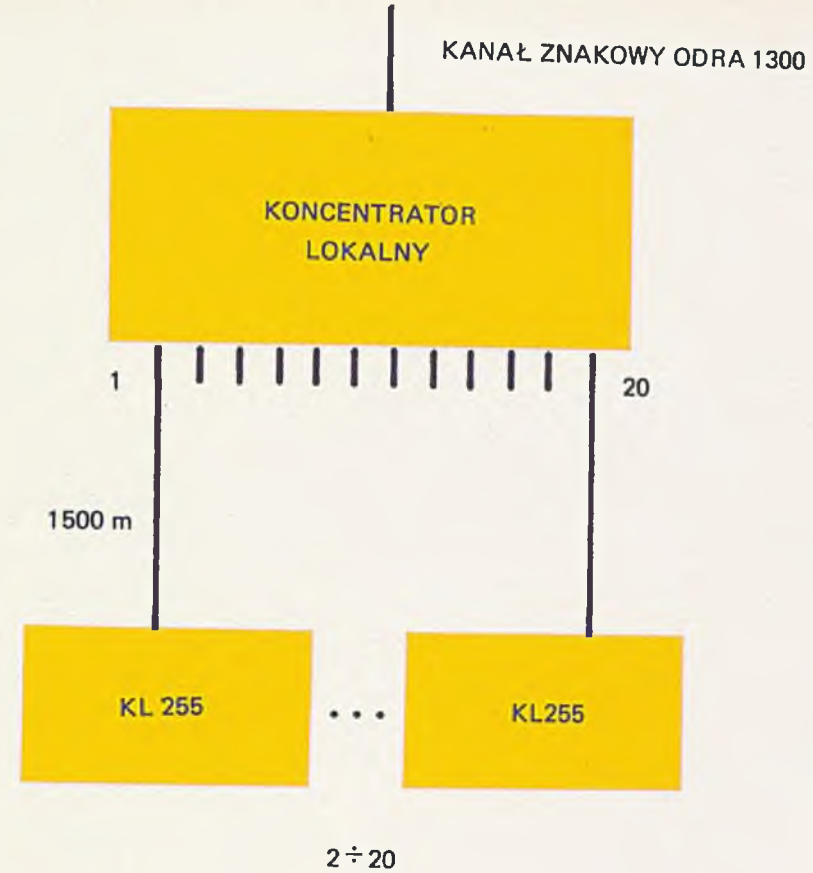 KANAŁ ZNAKOWY ODRA 1300
KONCENTRATOR
LOKALNY
1
20
1500 m
KL 255
...
KL255
2÷20